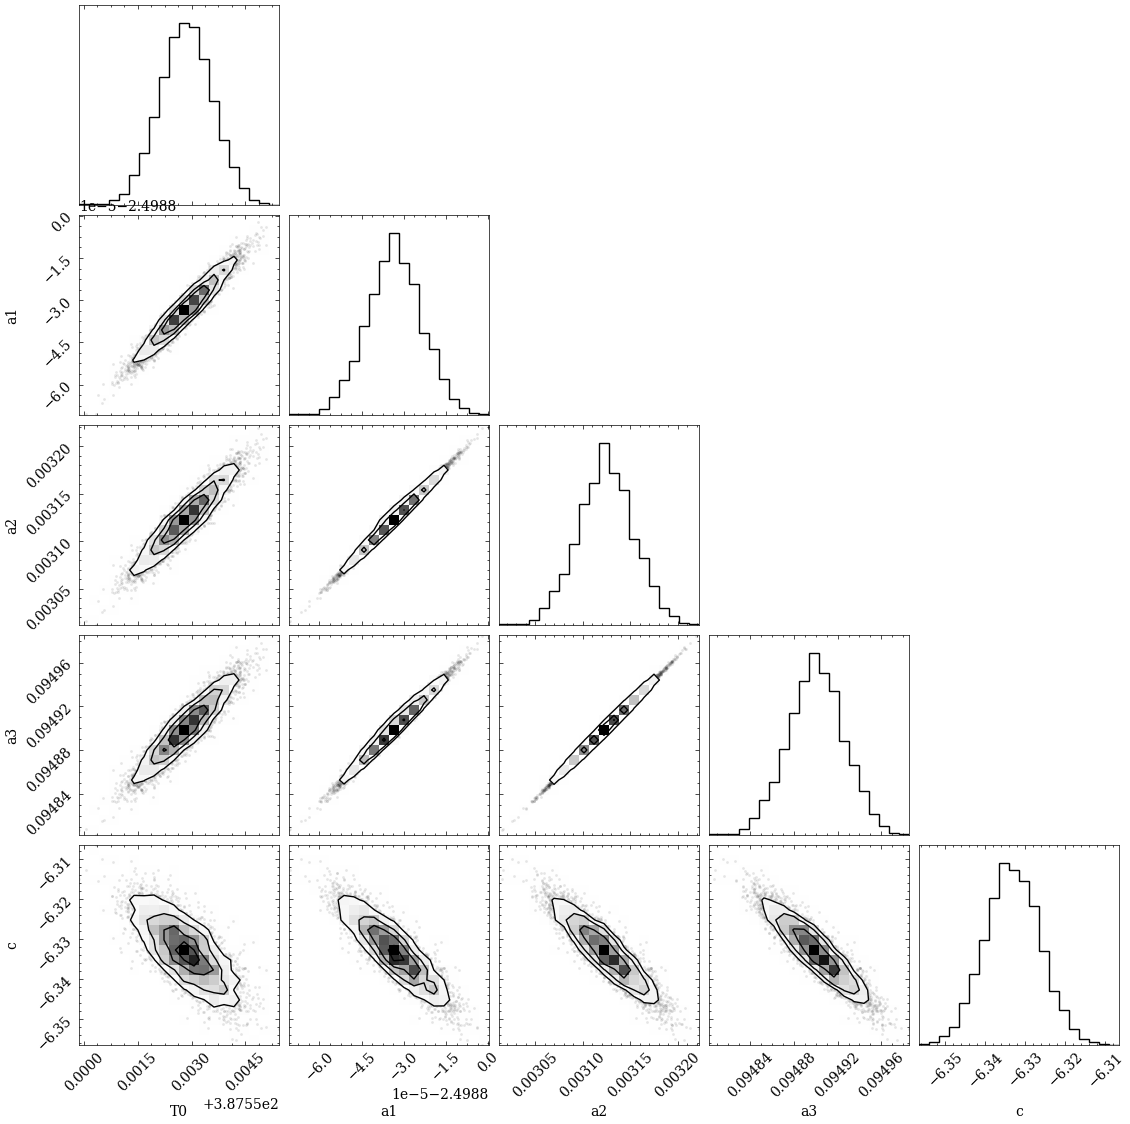 1e−5−2.4988
0.0
−1.5
−3.0
−4.5
−6.0
a1
0.00320
0.00315
0.00310
0.00305
a2
0.09496
0.09492
0.09488
0.09484
a3
−6.31
−6.32
−6.33
−6.34
−6.35
c
0.0000 0.0015 0.0030 0.0045
+3.8755e2
T0
−6.0 −4.5 −3.0 −1.5 0.0
1e−5−2.4988
a1
0.00305 0.00310 0.00315 0.00320
a2
0.09484 0.09488 0.09492 0.09496
a3
−6.35 −6.34 −6.33 −6.32 −6.31
c